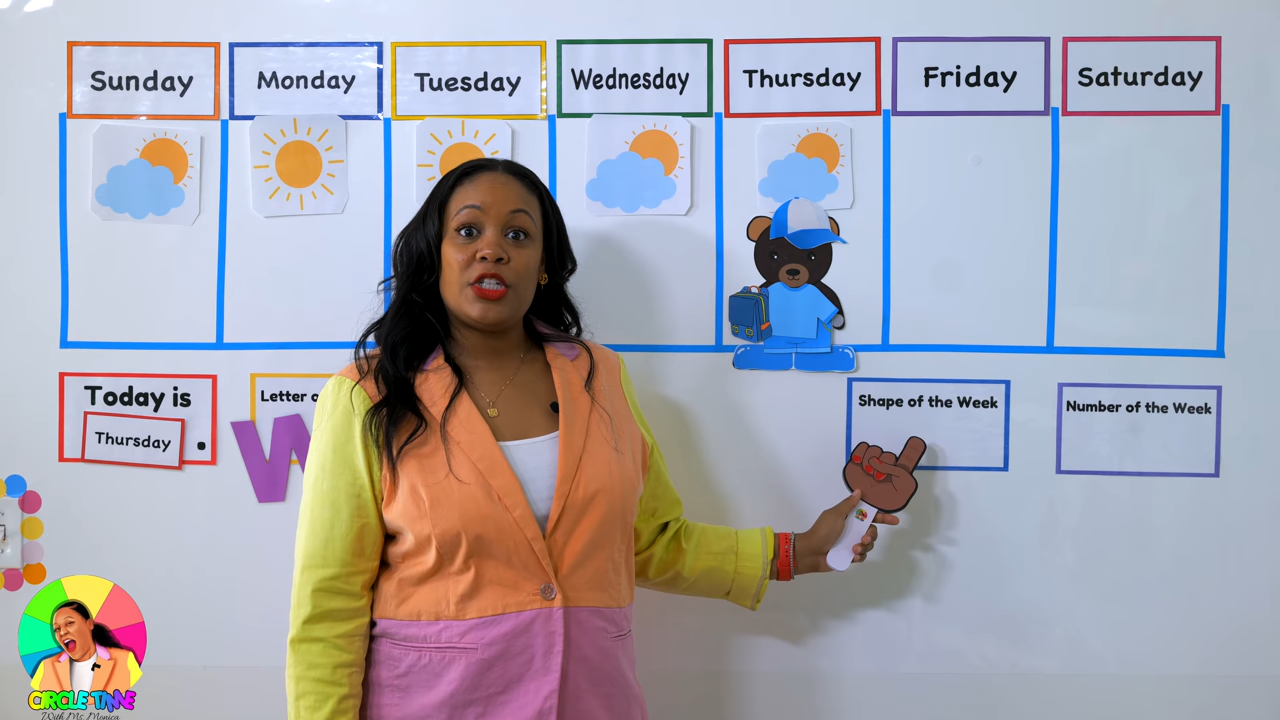 Sunday
Monday
Tuesday
Wednesday
Thursday
Friday
Saturday
Today is
Thursday.
Letter o
W
Shape of the Week
Number of the Week
CIRCLE TIME
With Ms. Monica